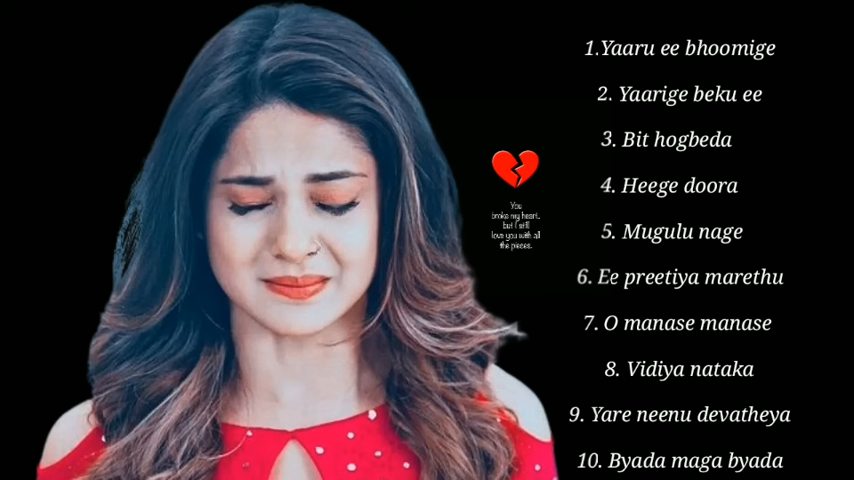 1.Yaaru ee bhoomige
2. Yaarige beku ee
3. Bit hogbeda
4. Heege doora
5. Mugulu nage
6. Ee preetiya marethu
7. O manase manase
8. Vidiya nataka
9. Yare neenu devatheya
10. Byada maga byada
You
broke my heart..
but I still
love you with all
the pieces.